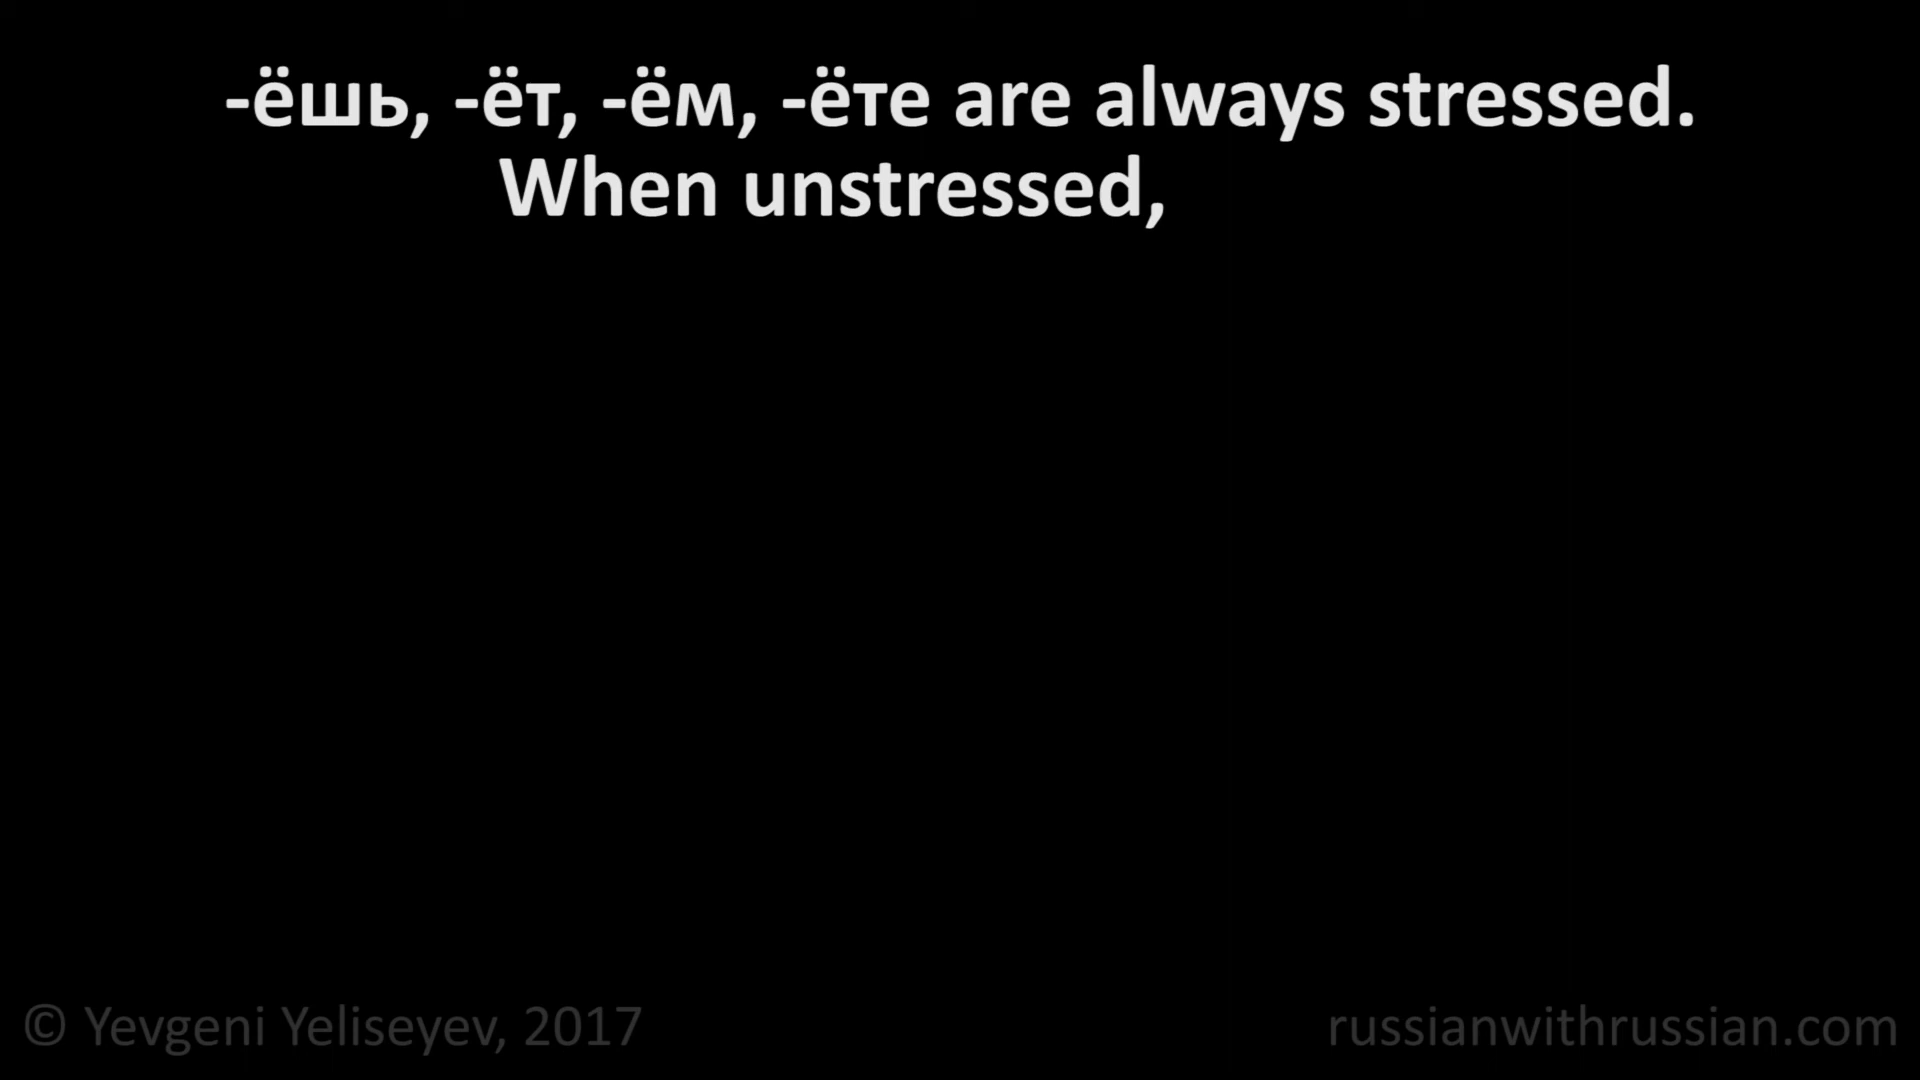 -ёшь, -ёт, -ём, -ёте are always stressed.
When unstressed,
© Yevgeni Yeliseyev, 2017
russianwithrussian.com